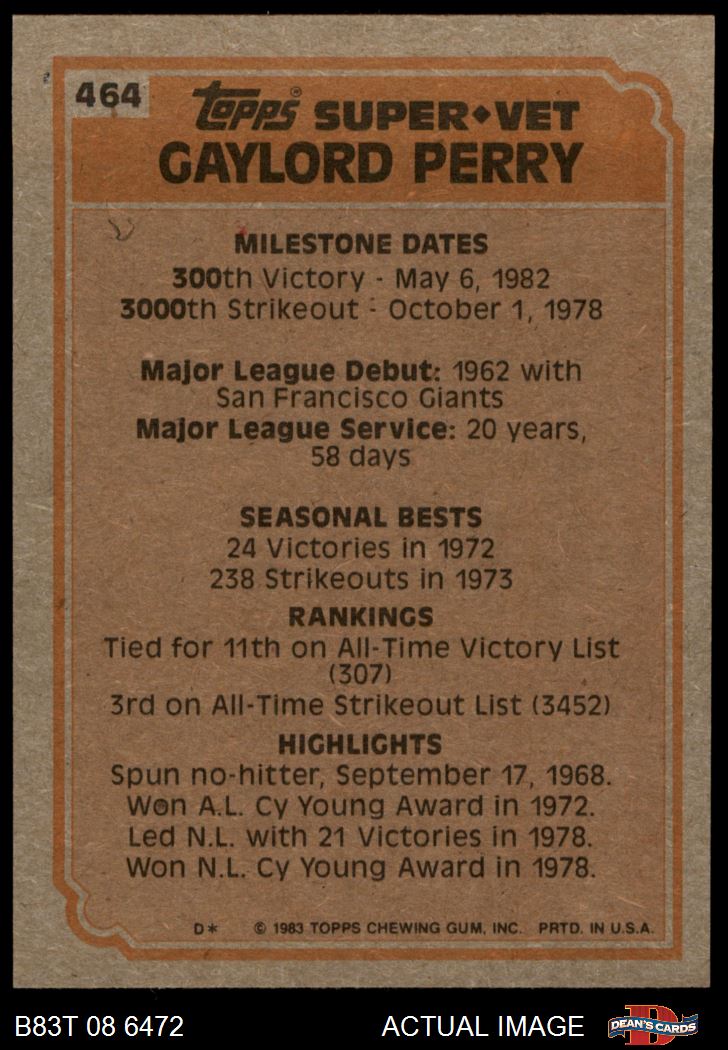 464
Topps® SUPER◆VET
GAYLORD PERRY
MILESTONE DATES
300th Victory - May 6, 1982
3000th Strikeout - October 1, 1978
Major League Debut: 1962 with
San Francisco Giants
Major League Service: 20 years,
58 days
SEASONAL BESTS
24 Victories in 1972
238 Strikeouts in 1973
RANKINGS
Tied for 11th on All-Time Victory List
(307)
3rd on All-Time Strikeout List (3452)
HIGHLIGHTS
Spun no-hitter, September 17, 1968.
Won A.L. Cy Young Award in 1972.
Led N.L. with 21 Victories in 1978.
Won N.L. Cy Young Award in 1978.
D* © 1983 TOPPS CHEWING GUM, INC. PRTD. IN U.S.A.
B83T 08 6472 ACTUAL IMAGE D DEAN'S CARDS